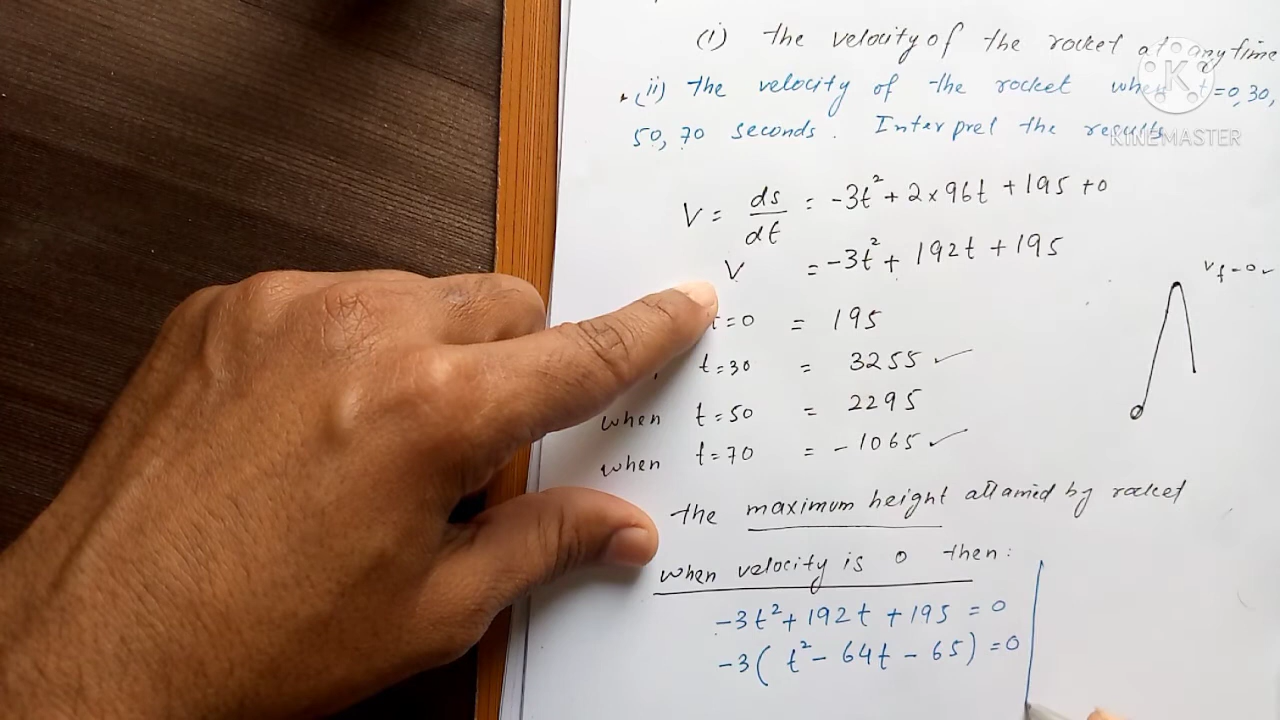 (i) the velocity of the rocket at any time
(ii) the velocity of the rocket when t=0,30,
50, 70 seconds. Interpret the results
K
KINEMASTER
V = ds/dt = -3t² + 2×96t + 195 +0
V = -3t² + 192t + 195
t=0 = 195
t=30 = 3255 ✓
when t=50 = 2295
when t=70 = -1065 ✓
V f = 0
the maximum height attained by rocket
when velocity is 0 then:
-3t² + 192t + 195 = 0
-3( t² - 64t - 65) = 0